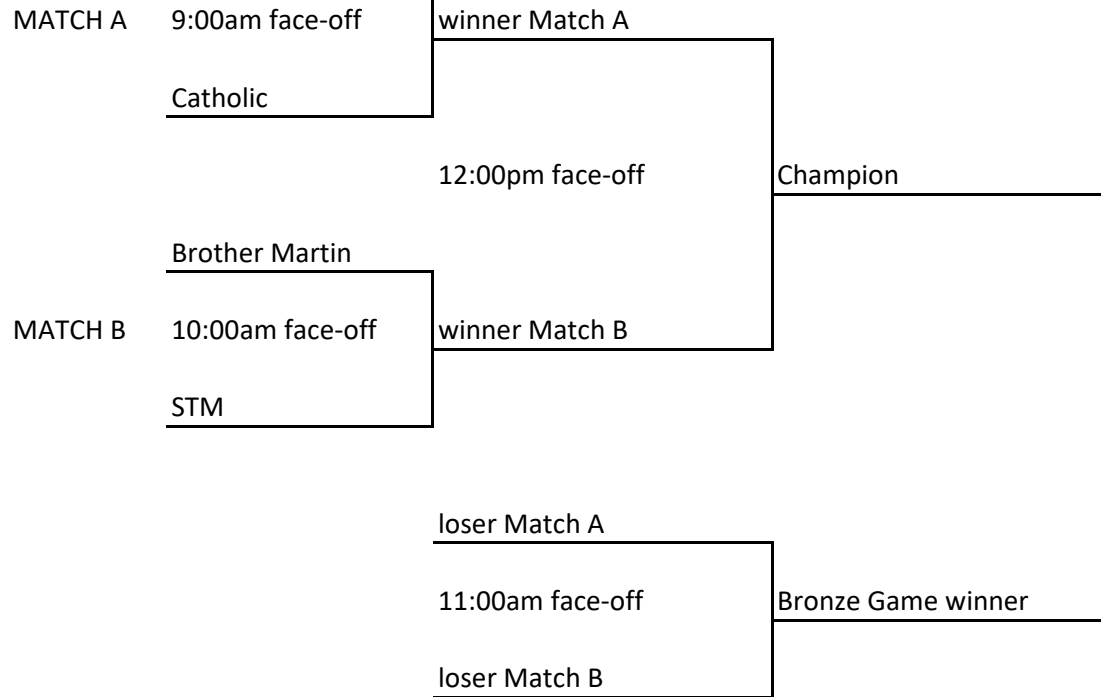 MATCH A 9:00am face-off winner Match A
Catholic
12:00pm face-off Champion
Brother Martin
MATCH B 10:00am face-off winner Match B
STM
loser Match A
11:00am face-off Bronze Game winner
loser Match B